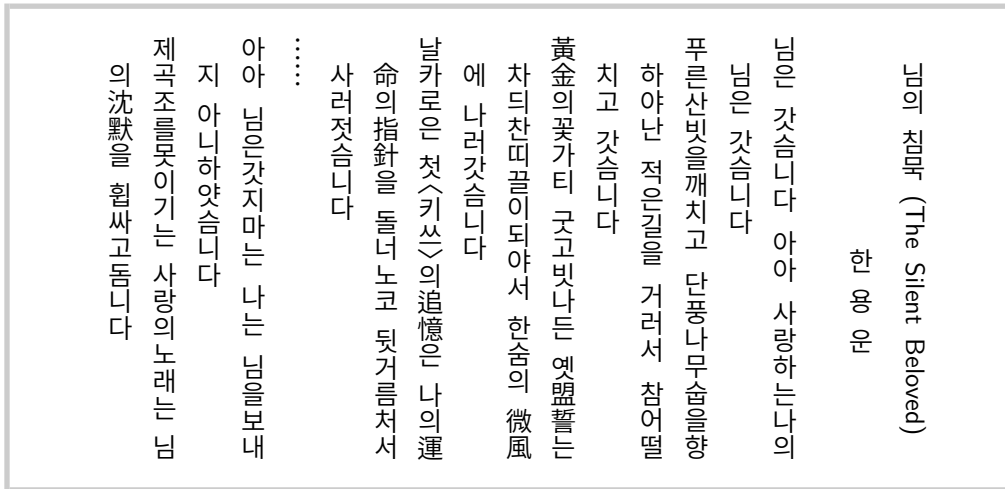 님의 침묵 (The Silent Beloved)
한 용 운
님은 갓슴니다 아아 사랑하는나의
님은 갓슴니다
푸른산빗을깨치고 단풍나무숩을향
하야난 적은길을 거러서 참어떨
치고 갓슴니다
黃金의꽃가티 굿고빗나든 옛盟誓는
차듸찬띠끌이되야서 한숨의 微風
에 나러갓슴니다
날카로은 첫〈키쓰〉의追憶은 나의運
命의指針을 돌너노코 뒷거름처서
사러젓슴니다
……
아아 님은갓지마는 나는 님을보내
지 아니하얏슴니다
제곡조를못이기는 사랑의노래는 님
의沈默을 휩싸고돔니다